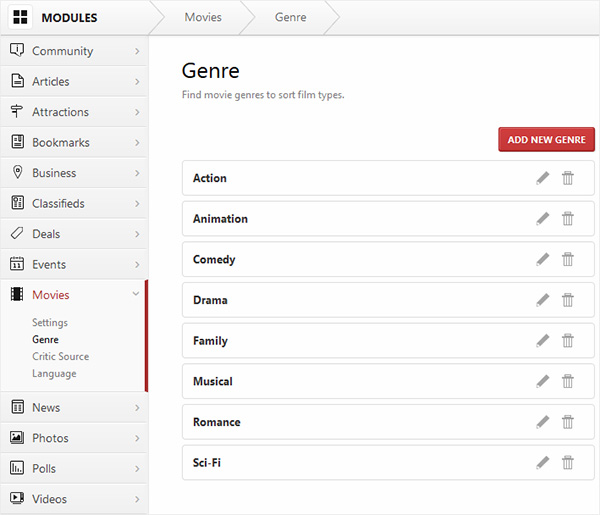 MODULES
Movies
Genre
Community
Articles
Attractions
Bookmarks
Business
Classifieds
Deals
11
Events
Movies
Settings
Genre
Critic Source
Language
News
Photos
Polls
Videos
Genre
Find movie genres to sort film types.
ADD NEW GENRE
Action
Animation
Comedy
Drama
Family
Musical
Romance
Sci-Fi